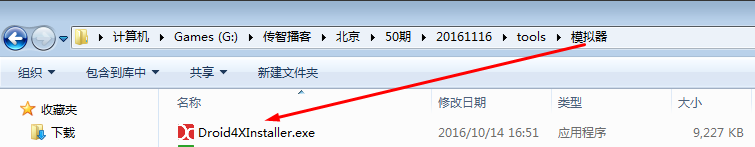 计算机 ▸ Games (G:) ▸ 传智播客 ▸ 北京 ▸ 50期 ▸ 20161116 ▸ tools ▸ 模拟器
组织 包含到库中 共享 新建文件夹
收藏夹 名称 修改日期 类型 大小
下载 Droid4XInstaller.exe 2016/10/14 16:51 应用程序 9,227 KB